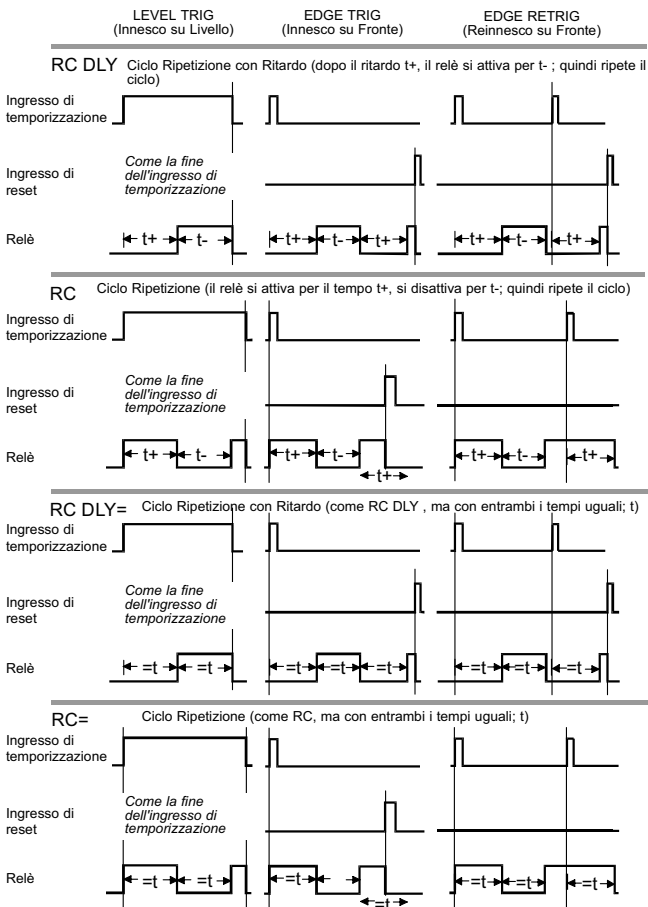 LEVEL TRIG
(Innesco su Livello)
EDGE TRIG
(Innesco su Fronte)
EDGE RETRIG
(Reinnesco su Fronte)
RC DLY
Ciclo Ripetizione con Ritardo (dopo il ritardo t+, il relè si attiva per t- ; quindi ripete il
ciclo)
Ingresso di
temporizzazione
Ingresso di
reset
Come la fine
dell'ingresso di
temporizzazione
Relè
t+ t-
t+ t- t+
t+ t- t+
RC
Ciclo Ripetizione (il relè si attiva per il tempo t+, si disattiva per t-; quindi ripete il ciclo)
Ingresso di
temporizzazione
Ingresso di
reset
Come la fine
dell'ingresso di
temporizzazione
Relè
t+ t-
t+ t-
t+
t+ t- t+
RC DLY=
Ciclo Ripetizione con Ritardo (come RC DLY , ma con entrambi i tempi uguali; t)
Ingresso di
temporizzazione
Ingresso di
reset
Come la fine
dell'ingresso di
temporizzazione
Relè
=t =t
=t =t =t
=t =t =t
RC=
Ciclo Ripetizione (come RC, ma con entrambi i tempi uguali; t)
Ingresso di
temporizzazione
Ingresso di
reset
Come la fine
dell'ingresso di
temporizzazione
Relè
=t =t
=t
=t
=t =t =t